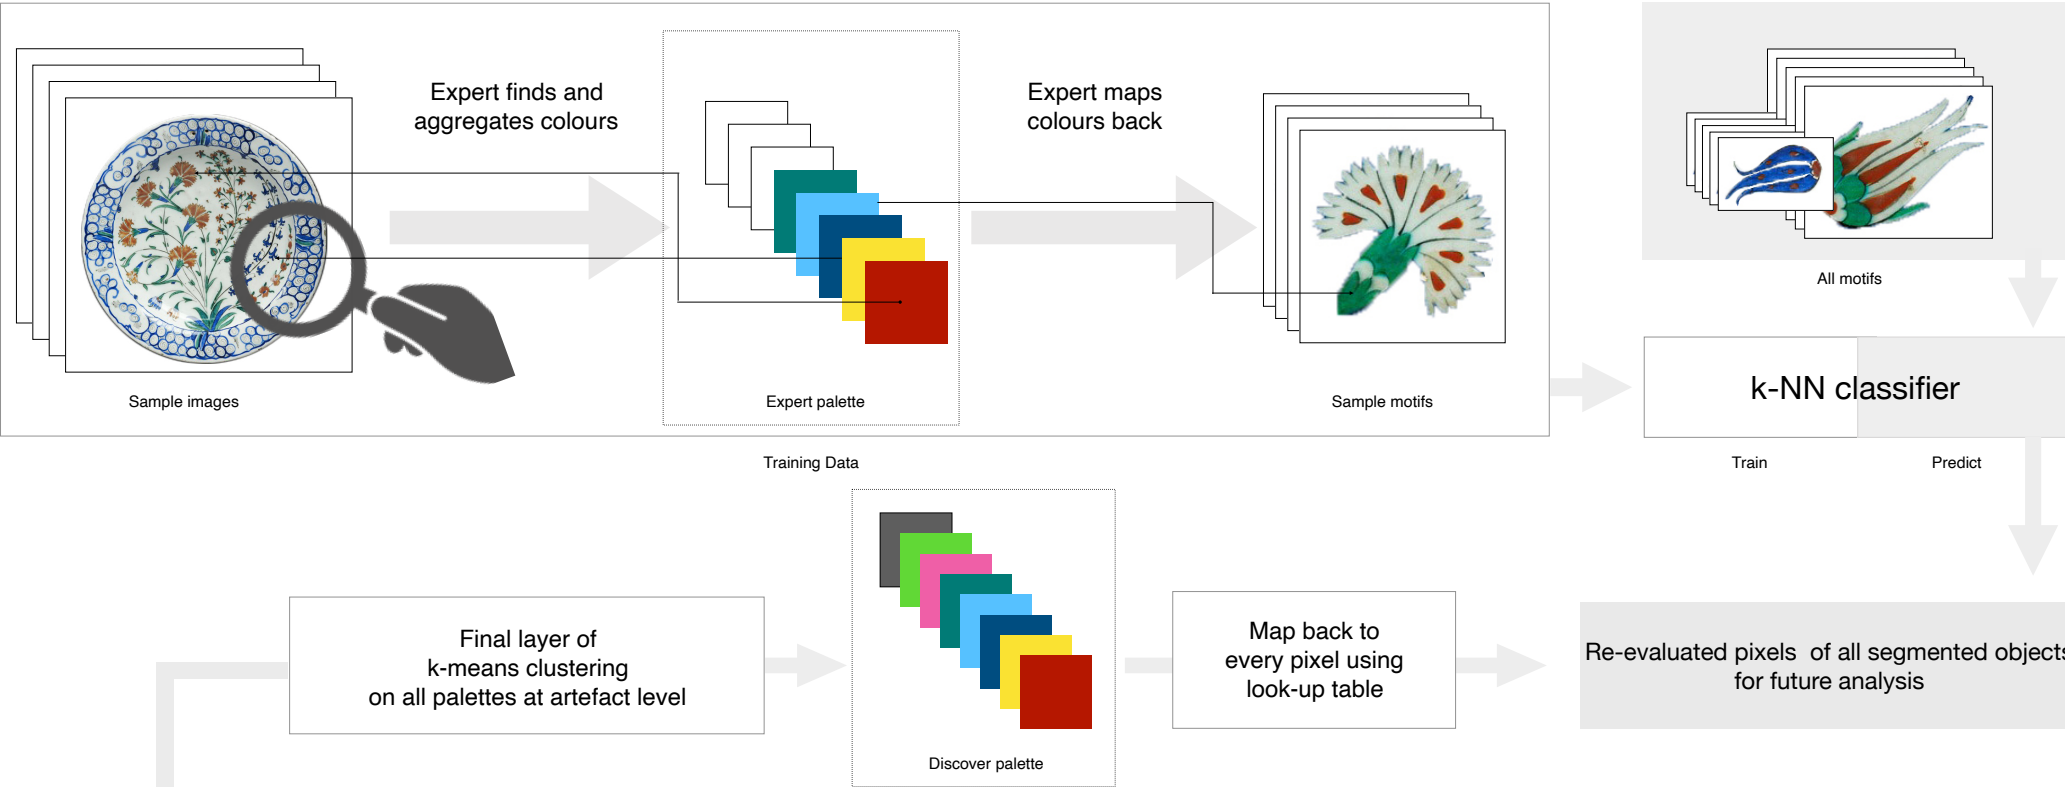 Expert finds and
aggregates colours
Expert maps
colours back
Sample images
Expert palette
Sample motifs
All motifs
k-NN classifier
Training Data
Train
Predict
Final layer of
k-means clustering
on all palettes at artefact level
Discover palette
Map back to
every pixel using
look-up table
Re-evaluated pixels of all segmented objects
for future analysis